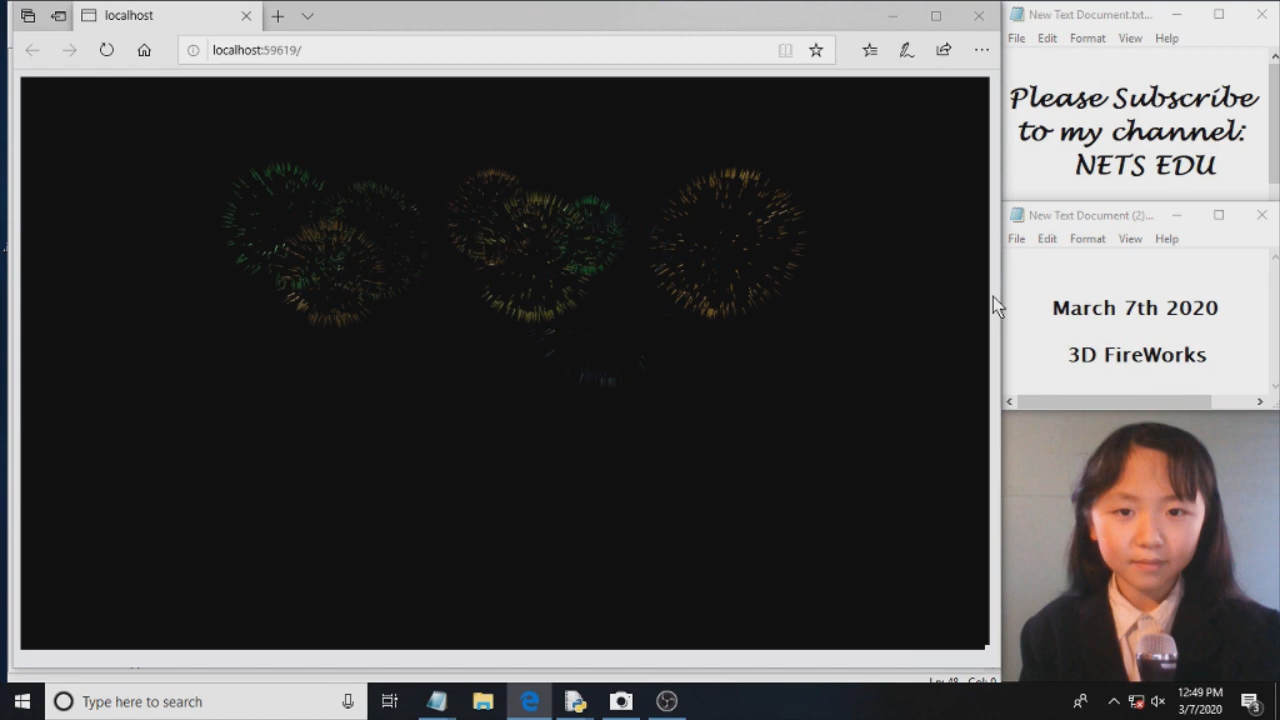 localhost
localhost:59619/
New Text Document.txt...
File Edit Format View Help
Please Subscribe
to my channel:
NETS EDU
New Text Document (2)...
File Edit Format View Help
March 7th 2020
3D FireWorks
Type here to search
12:49 PM
3/7/2020
3